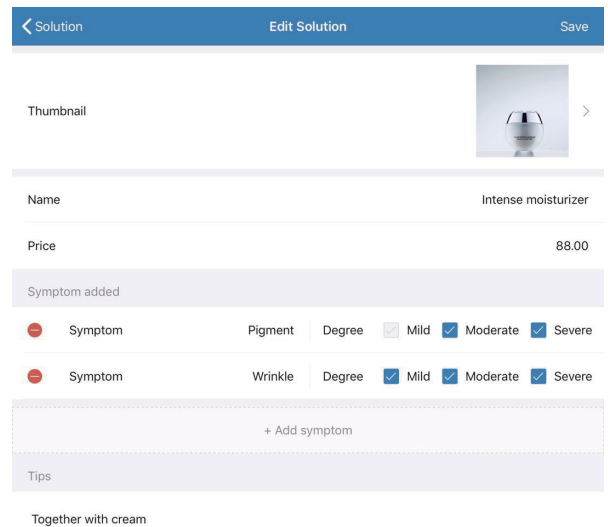 Solution Edit Solution Save
Thumbnail
Name Intense moisturizer
Price 88.00
Symptom added
Symptom Pigment Degree Mild Moderate Severe
Symptom Wrinkle Degree Mild Moderate Severe
+ Add symptom
Tips
Together with cream